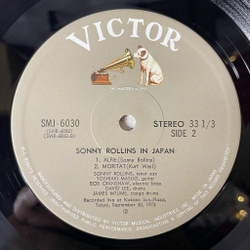 VICTOR
SMJ-6030
STEREO 33 1/3
SIDE 2
SONNY ROLLINS IN JAPAN
1. ALFIE (Sonny Rollins)
2. MORITAT (Kurt Weill)
SONNY ROLLINS, tenor sax
YOSHIAKI MASUO, guitar
BOB CRANSHAW, electric bass
DAVID LEE, drums
JAMES MTUME, conga drums
Recorded live at Nakano Sun-Plaza,
Tokyo, September 30, 1973